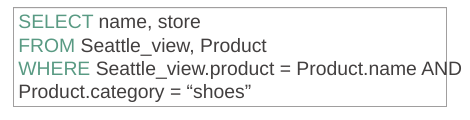 SELECT name, store
FROM Seattle_view, Product
WHERE Seattle_view.product = Product.name AND
Product.category = “shoes”